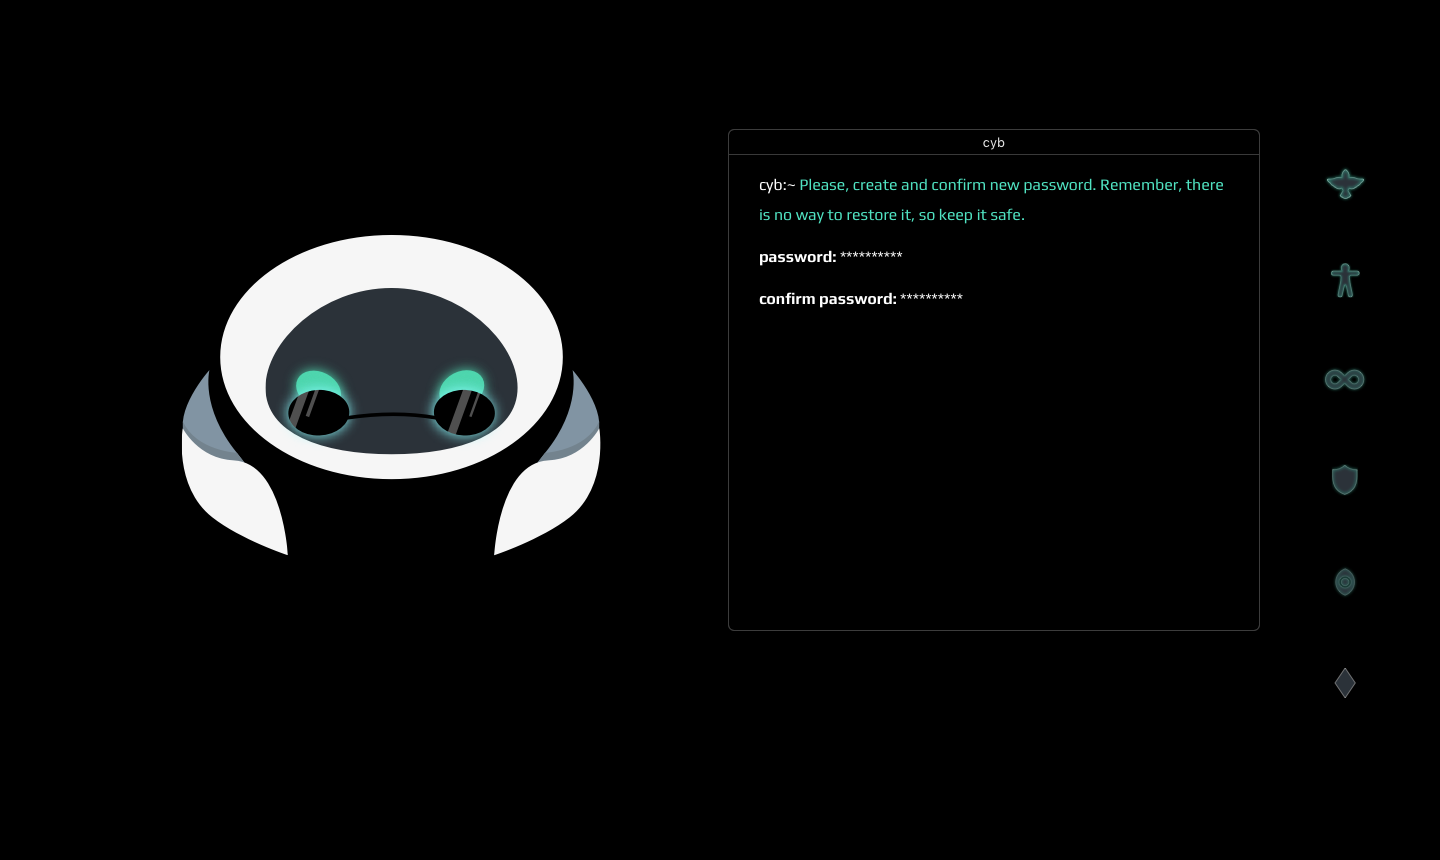 cyb
cyb:~ Please, create and confirm new password. Remember, there
is no way to restore it, so keep it safe.
password: **********
confirm password: **********